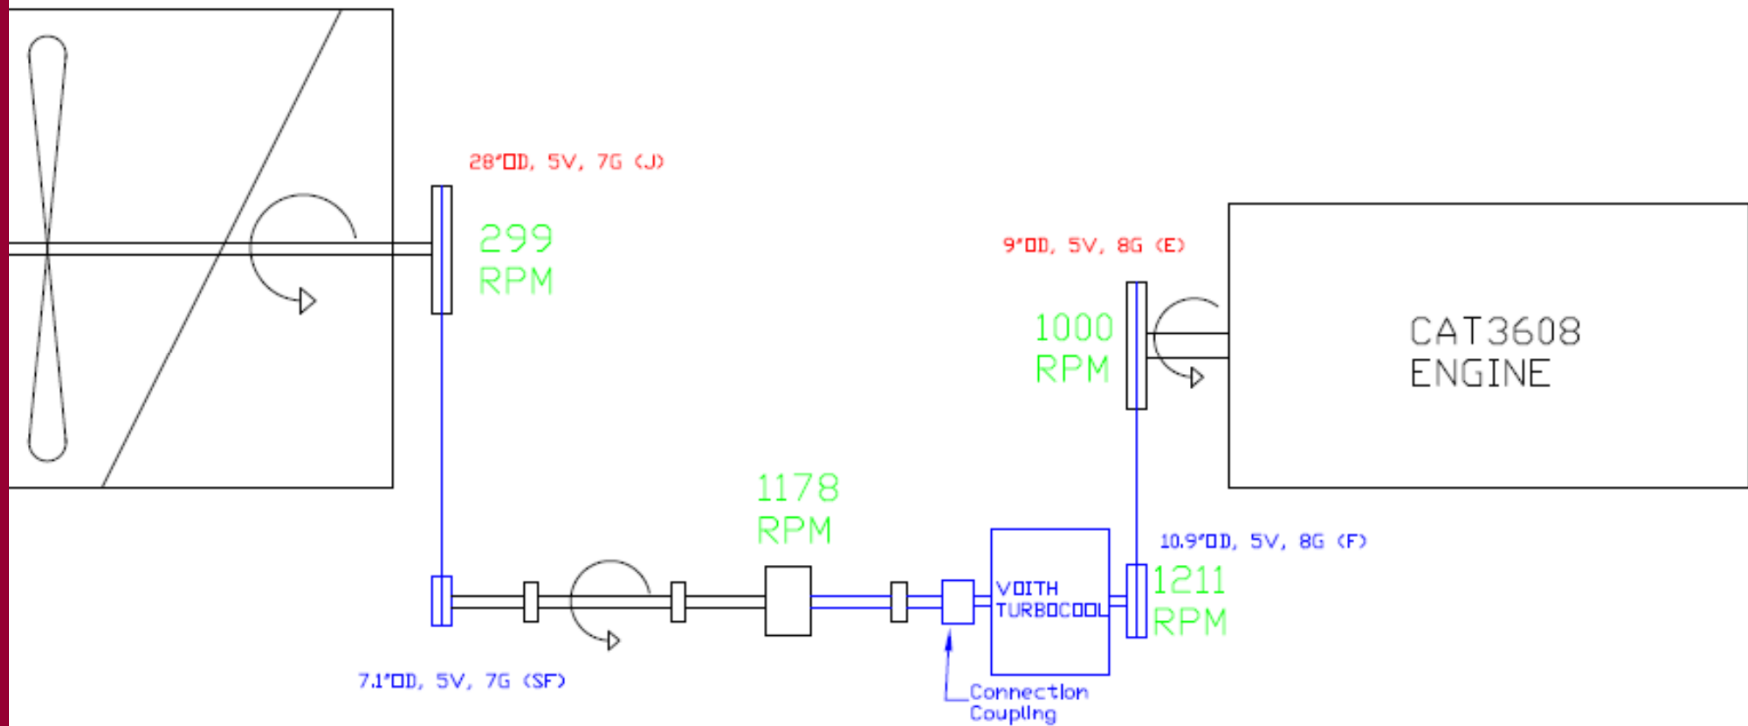 28"OD, 5V, 7G (J)
299
RPM
9"OD, 5V, 8G (E)
1000
RPM
CAT3608
ENGINE
1178
RPM
10.9"OD, 5V, 8G (F)
VOITH
TURBOCOOL
1211
RPM
7.1"OD, 5V, 7G (SF)
Connection
Coupling